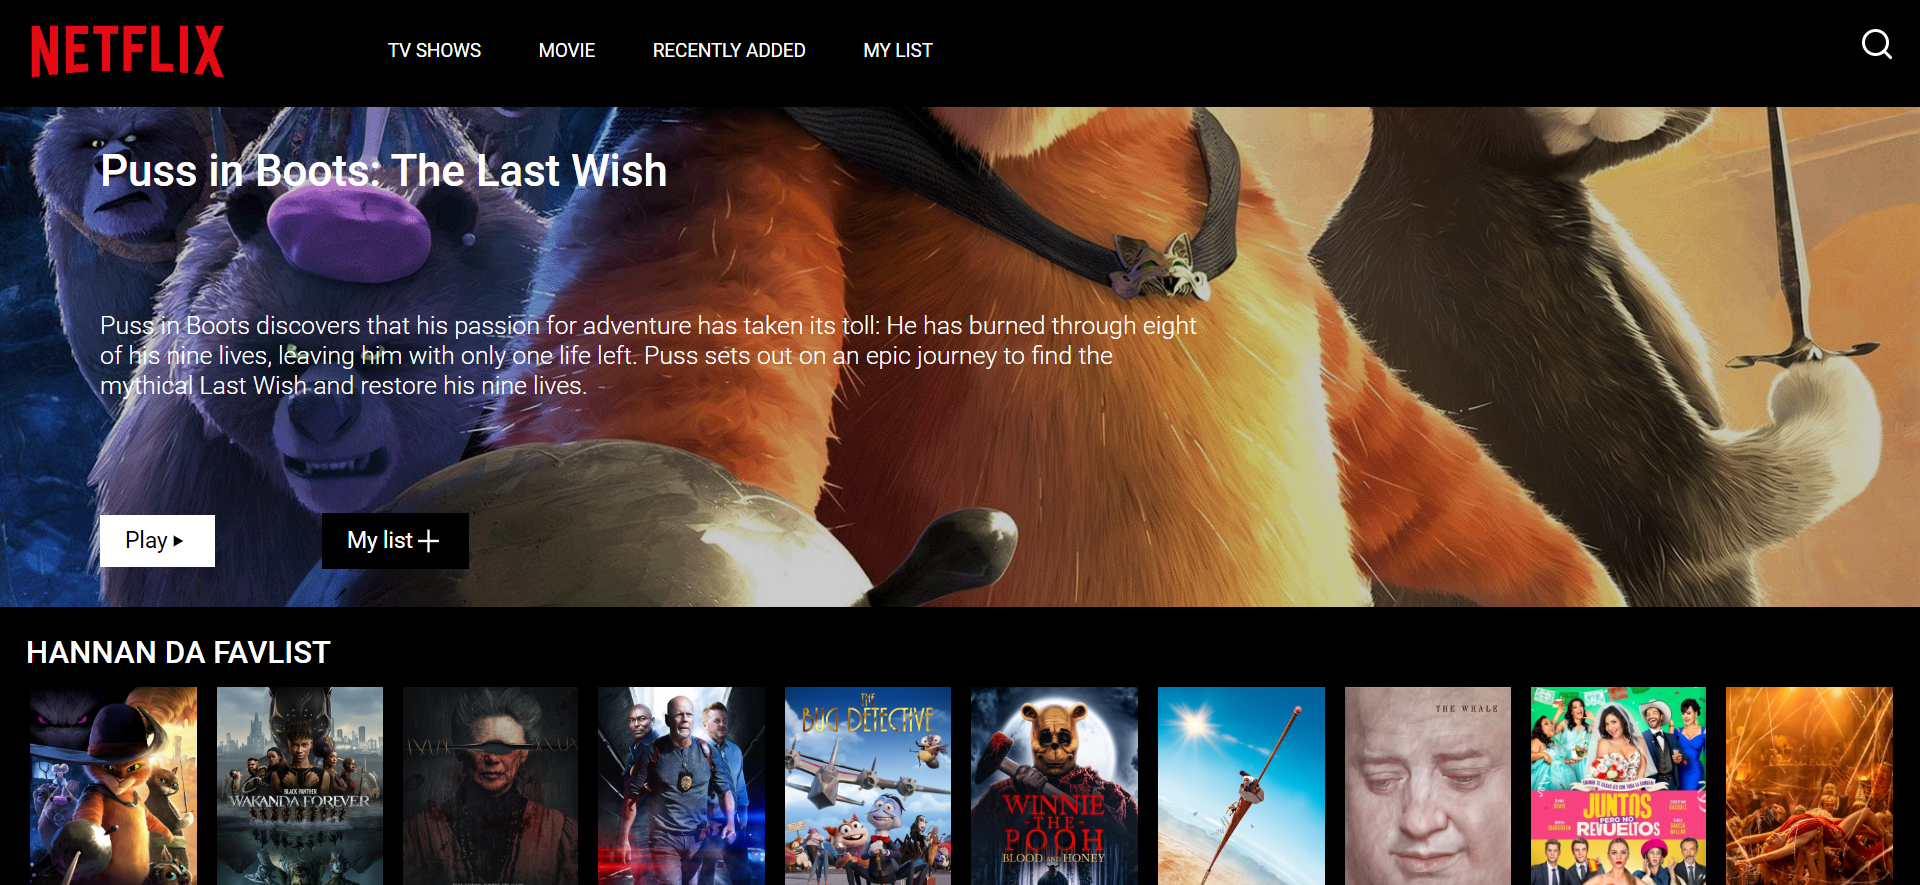 NETFLIX
TV SHOWS
MOVIE
RECENTLY ADDED
MY LIST
Puss in Boots: The Last Wish
Puss in Boots discovers that his passion for adventure has taken its toll: He has burned through eight
of his nine lives, leaving him with only one life left. Puss sets out on an epic journey to find the
mythical Last Wish and restore his nine lives.
Play
My list
HANNAN DA FAVLIST
BLACK PANTHER
WAKANDA FOREVER
THE
BUG DETECTIVE
WINNIE
-THE-
POOH
BLOOD AND HONEY
THE WHALE
JUNTOS
PERO NO
REVUELTOS